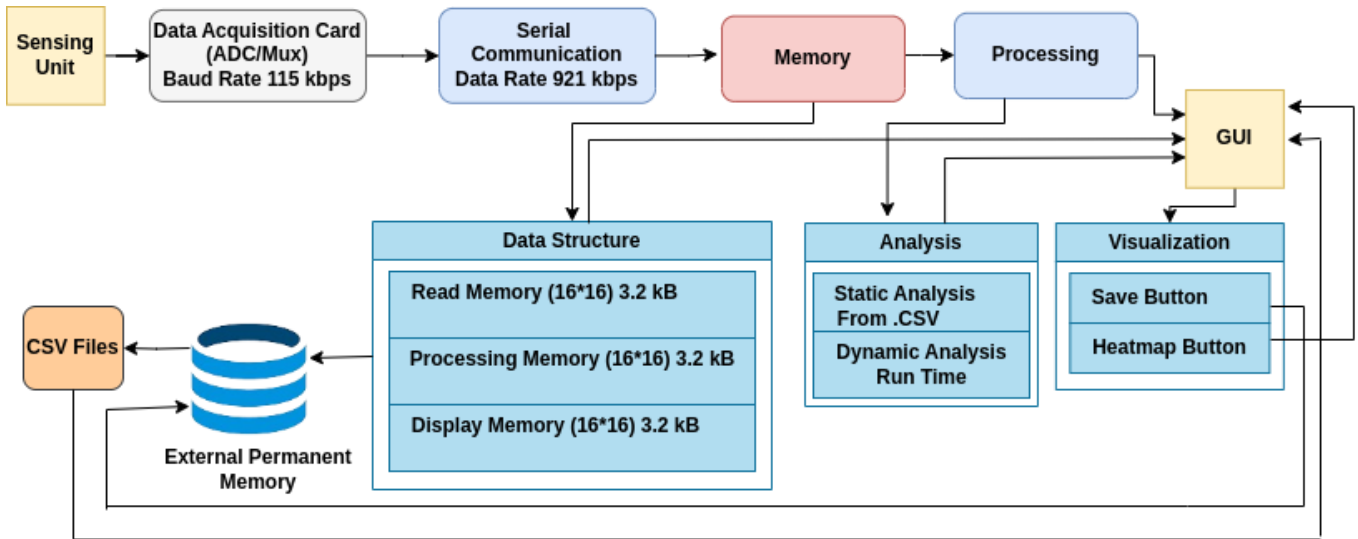 Sensing
Unit
Data Acquisition Card
(ADC/Mux)
Baud Rate 115 kbps
Serial
Communication
Data Rate 921 kbps
Memory
Processing
GUI
Data Structure
Read Memory (16*16) 3.2 kB
Processing Memory (16*16) 3.2 kB
Display Memory (16*16) 3.2 kB
Analysis
Static Analysis
From .CSV
Dynamic Analysis
Run Time
Visualization
Save Button
Heatmap Button
CSV Files
External Permanent
Memory